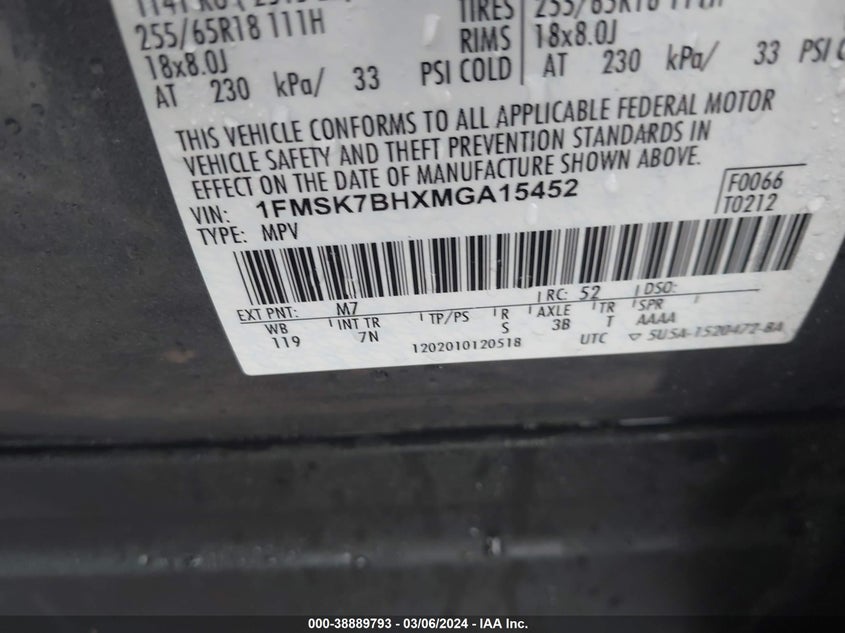 255/65R18 111H
18x8.0J
AT 230 kPa/ 33 PSI COLD
TIRES 255/65R18 111H
RIMS 18x8.0J
AT 230 kPa/ 33 PSI
THIS VEHICLE CONFORMS TO ALL APPLICABLE FEDERAL MOTOR
VEHICLE SAFETY AND THEFT PREVENTION STANDARDS IN
EFFECT ON THE DATE OF MANUFACTURE SHOWN ABOVE.
VIN: 1FMSK7BHXMGA15452
TYPE: MPV
F0066
T0212
EXT PNT: M7 RC: 52 DSO:
WB INT TR TP/PS R AXLE TR SPR
119 7N S 3B T AAAA
1202010120518 UTC ▽ 5U5A-1520472-BA
000-38889793 - 03/06/2024 - IAA Inc.